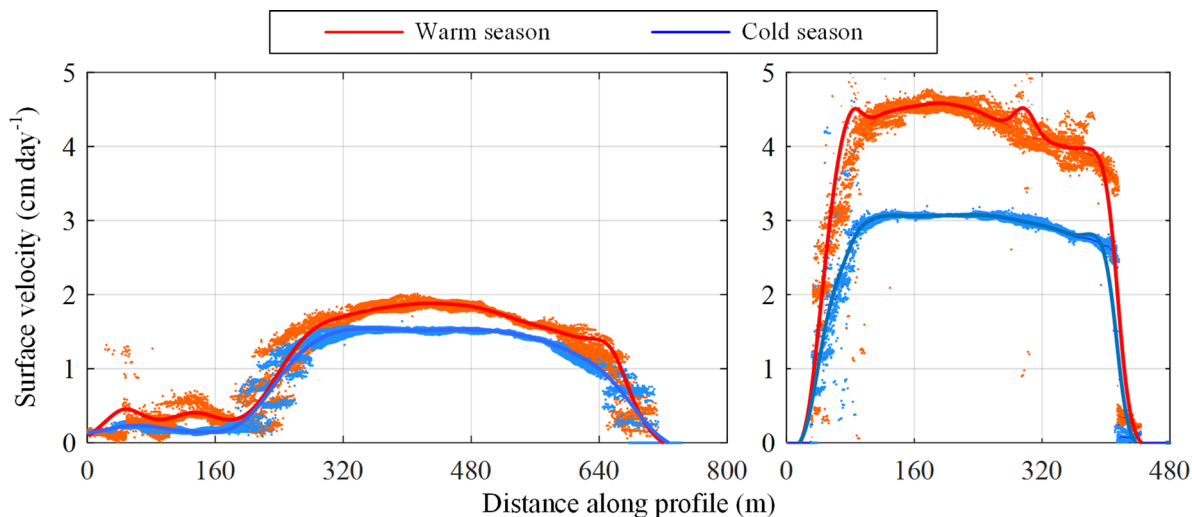 Warm season
Cold season
Surface velocity (cm day-1)
5
4
3
2
1
0
0 160 320 480 640 800
5
4
3
2
1
0
0 160 320 480
Distance along profile (m)